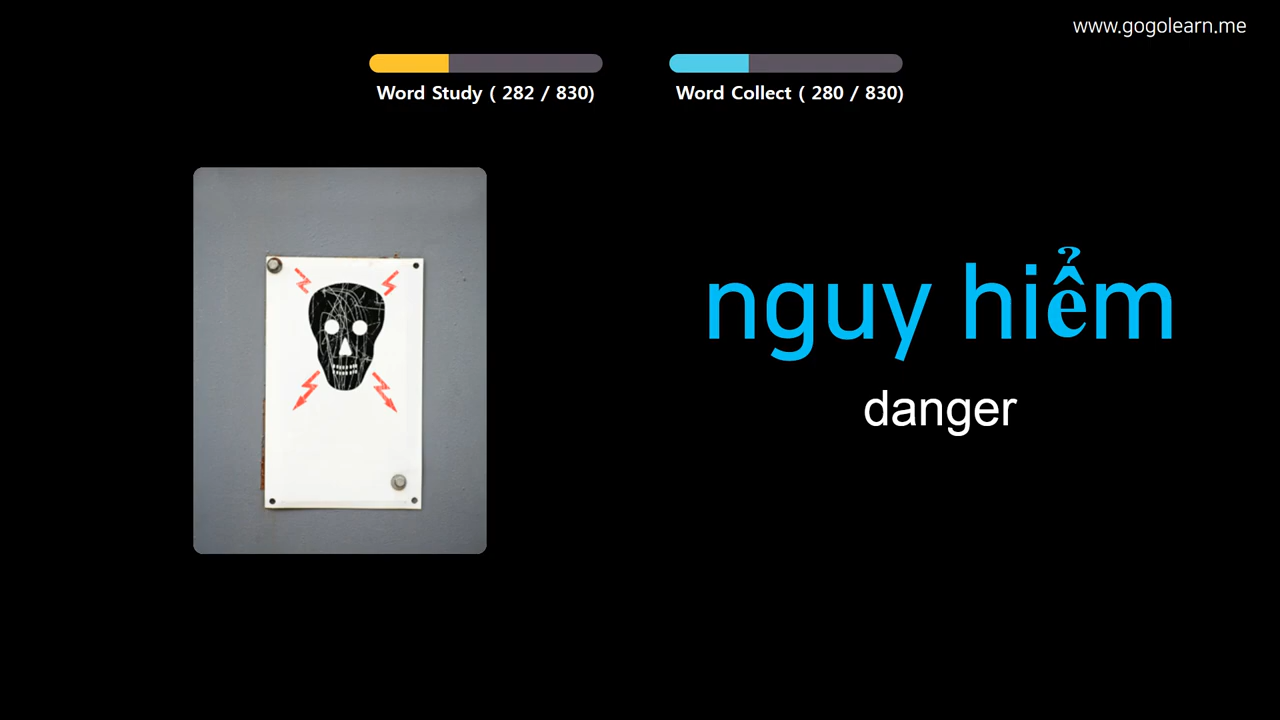 www.gogolearn.me
Word Study ( 282 / 830)
Word Collect ( 280 / 830)
nguy hiểm
danger